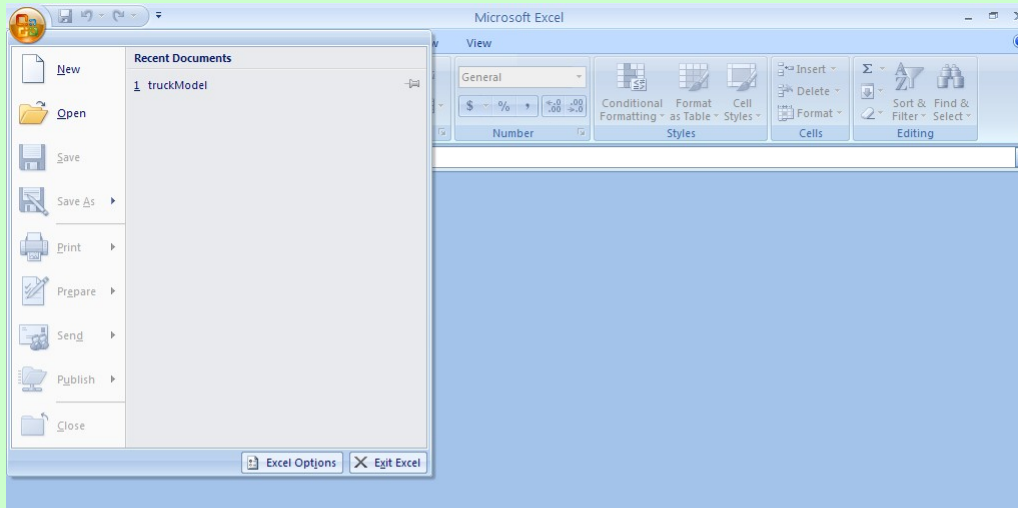 Microsoft Excel
View
New
Open
Save
Save As
Print
Prepare
Send
Publish
Close
Recent Documents
1 truckModel
Excel Options
Exit Excel
General
$ % , .00 .00
Number
Conditional Formatting
Format as Table
Cell Styles
Styles
Insert
Delete
Format
Cells
Σ
Sort & Filter
Find & Select
Editing